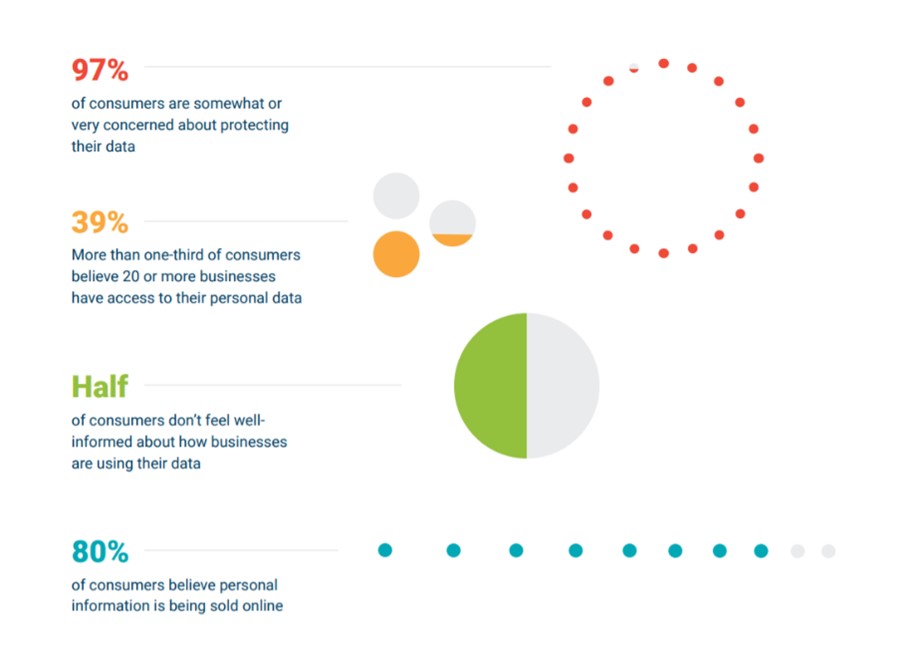 97%
of consumers are somewhat or
very concerned about protecting
their data
39%
More than one-third of consumers
believe 20 or more businesses
have access to their personal data
Half
of consumers don't feel well-
informed about how businesses
are using their data
80%
of consumers believe personal
information is being sold online